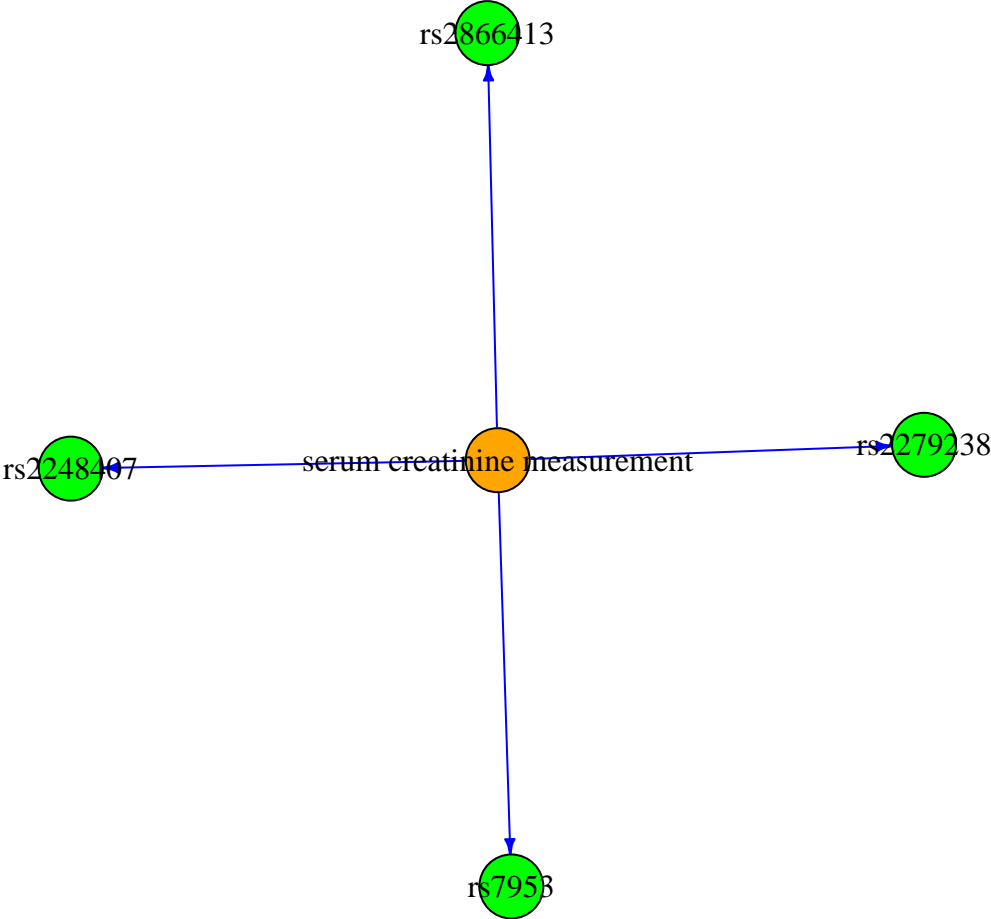 rs2866413
rs2279238
serum creatinine measurement
rs2248407
rs7953